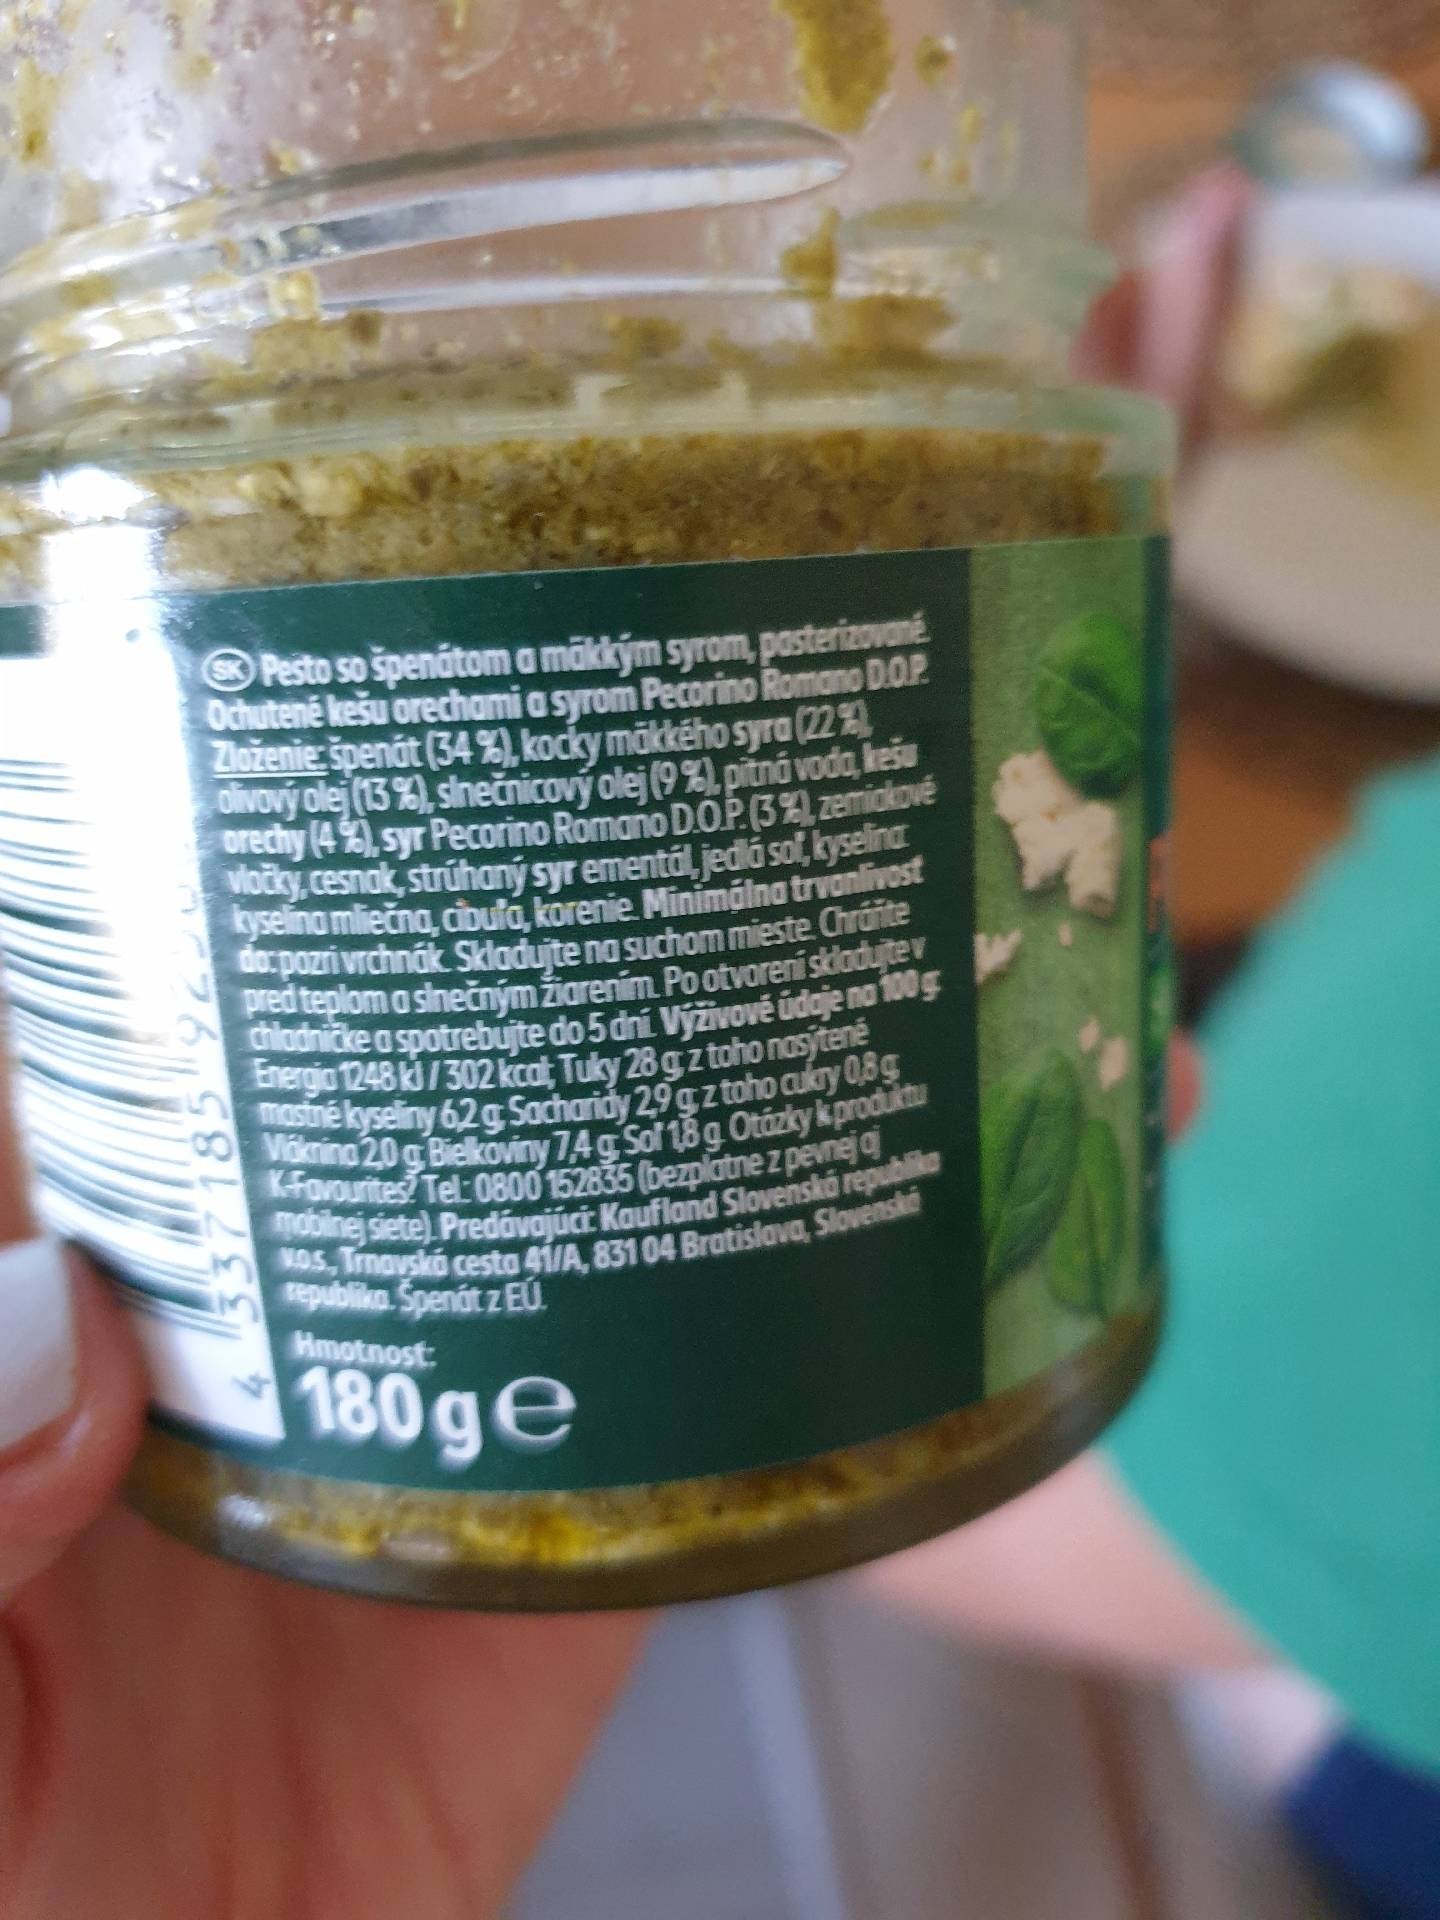 SK Pesto so špenátom a mäkkým syrom, pasterizované.
Ochutené kešu orechami a syrom Pecorino Romano D.O.P.
Zloženie: špenát (34 %), kocky mäkkého syra (22 %),
olivový olej (13 %), slnečnicový olej (9 %), pitná voda, kešu
orechy (4 %), syr Pecorino Romano D.O.P. (3 %), zemiakové
vločky, cesnak, strúhaný syr ementál, jedlá soľ, kyselina:
kyselina mliečna, cibuľa, korenie. Minimálna trvanlivosť
do: pozri vrchnák. Skladujte na suchom mieste. Chráňte
pred teplom a slnečným žiarením. Po otvorení skladujte v
chladničke a spotrebujte do 5 dní. Výživové údaje na 100 g:
Energia 1248 kJ / 302 kcal; Tuky 28 g, z toho nasýtené
mastné kyseliny 6,2 g; Sacharidy 2,9 g, z toho cukry 0,8 g;
Vláknina 2,0 g; Bielkoviny 7,4 g; Soľ 1,8 g. Otázky k produktu
K-Favourites? Tel.: 0800 152835 (bezplatne z pevnej aj
mobilnej siete). Predávajúci: Kaufland Slovenská republika
v.o.s., Trnavská cesta 41/A, 831 04 Bratislava, Slovenská
republika. Špenát z EÚ.
Hmotnosť:
180 g e
4 337185